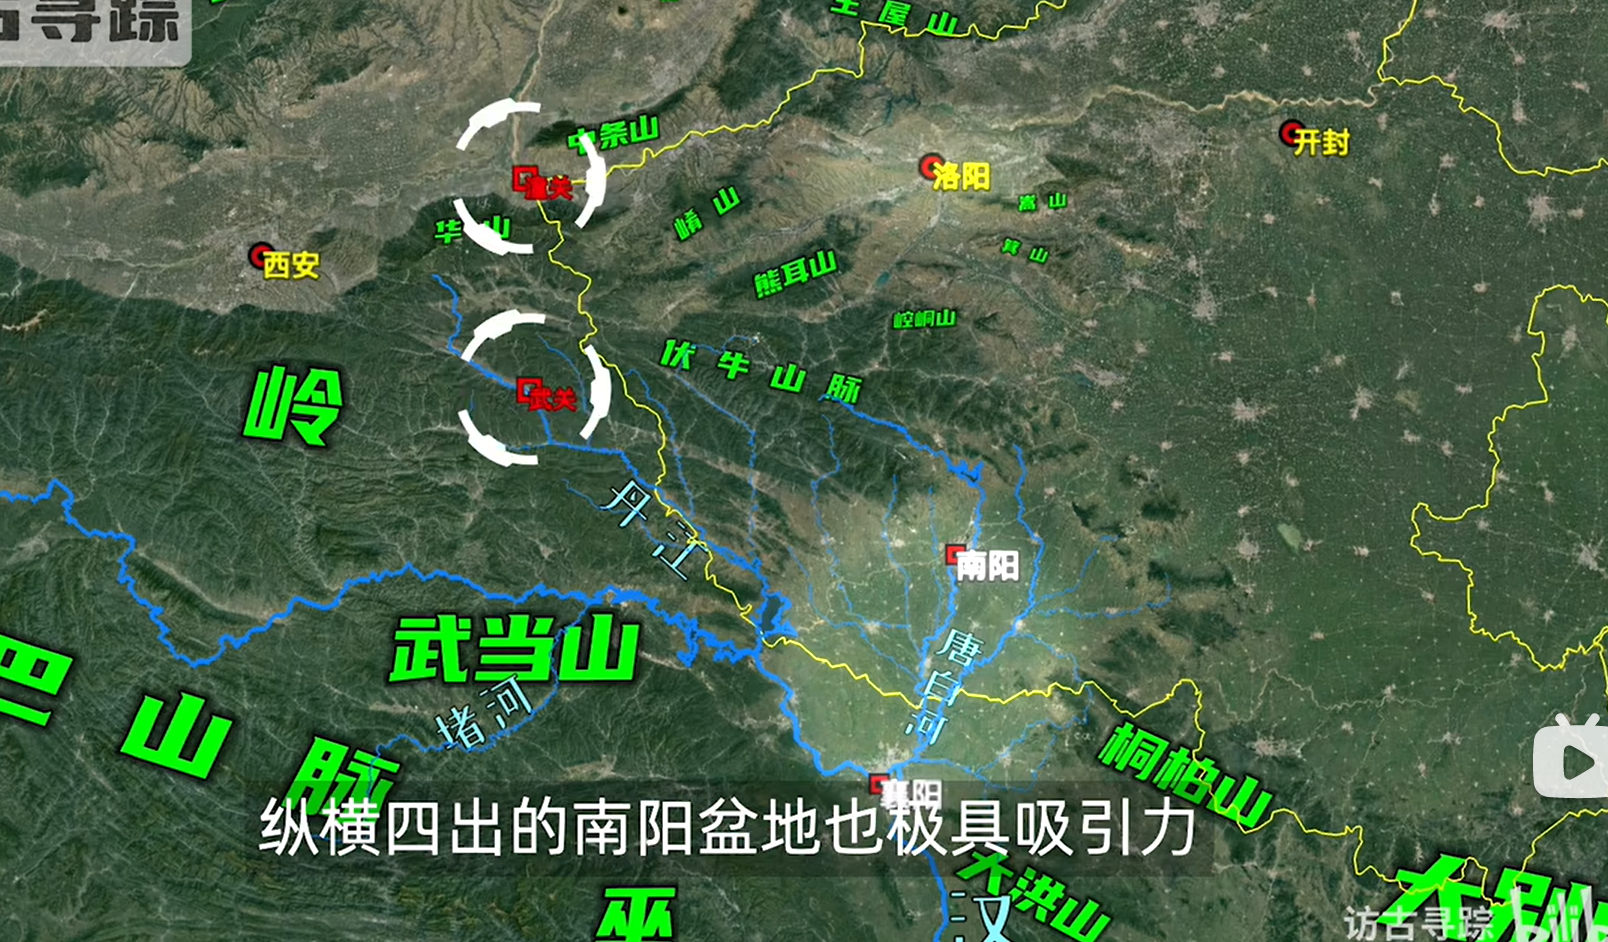 古寻踪
王屋山
中条山
开封
潼关
洛阳
华山
崤山
嵩山
箕山
西安
熊耳山
崆峒山
伏牛山脉
岭
武关
丹江
南阳
武当山
唐白河
堵河
巴山脉
桐柏山
襄阳
纵横四出的南阳盆地也极具吸引力
大洪山
巫
汉
大别
访古寻踪